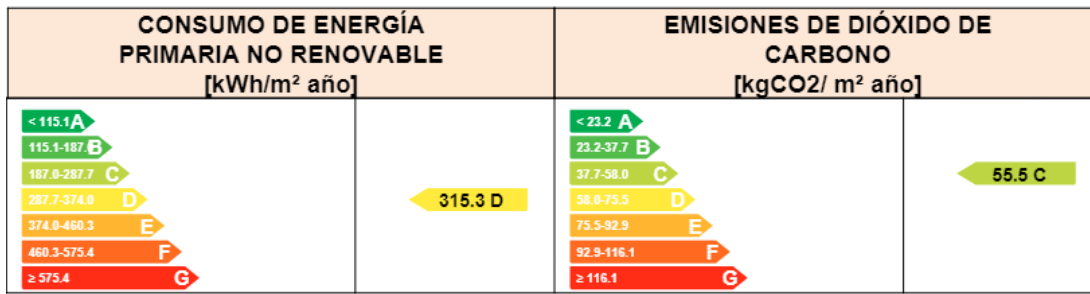 CONSUMO DE ENERGÍA
PRIMARIA NO RENOVABLE
[kWh/m² año]
EMISIONES DE DIÓXIDO DE
CARBONO
[kgCO2/ m² año]
< 115.1 A
115.1-187. B
187.0-287.7 C
287.7-374.0 D
374.0-460.3 E
460.3-575.4 F
≥ 575.4 G
315.3 D
< 23.2 A
23.2-37.7 B
37.7-58.0 C
58.0-75.5 D
75.5-92.9 E
92.9-116.1 F
≥ 116.1 G
55.5 C